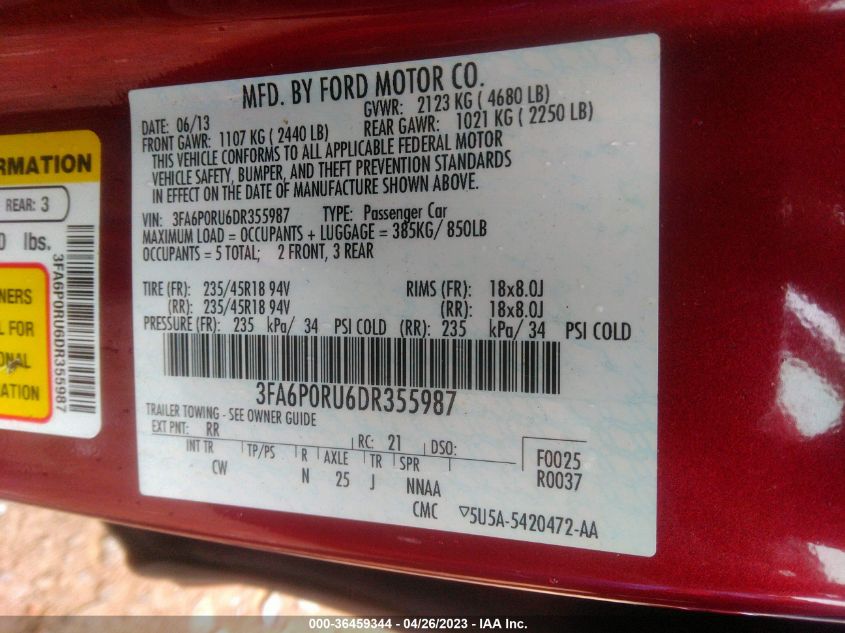 MFD. BY FORD MOTOR CO.
DATE: 06/13 GVWR: 2123 KG ( 4680 LB)
FRONT GAWR: 1107 KG ( 2440 LB) REAR GAWR: 1021 KG ( 2250 LB)
THIS VEHICLE CONFORMS TO ALL APPLICABLE FEDERAL MOTOR
VEHICLE SAFETY, BUMPER, AND THEFT PREVENTION STANDARDS
IN EFFECT ON THE DATE OF MANUFACTURE SHOWN ABOVE.
VIN: 3FA6P0RU6DR355987 TYPE: Passenger Car
MAXIMUM LOAD = OCCUPANTS + LUGGAGE = 385KG/ 850LB
OCCUPANTS = 5 TOTAL; 2 FRONT, 3 REAR
TIRE (FR): 235/45R18 94V RIMS (FR): 18x8.0J
(RR): 235/45R18 94V (RR): 18x8.0J
PRESSURE (FR): 235 kPa/ 34 PSI COLD (RR): 235 kPa/ 34 PSI COLD
3FA6P0RU6DR355987
TRAILER TOWING - SEE OWNER GUIDE
EXT PNT: RR RC: 21 DSO: F0025
INT TR TP/PS R AXLE TR SPR R0037
CW N 25 J NNAA
CMC ▽5U5A-5420472-AA
RMATION
REAR: 3
0 lbs.
3FA6P0RU6DR355987
NERS
L FOR
ONAL
ATION
000-36459344 - 04/26/2023 - IAA Inc.